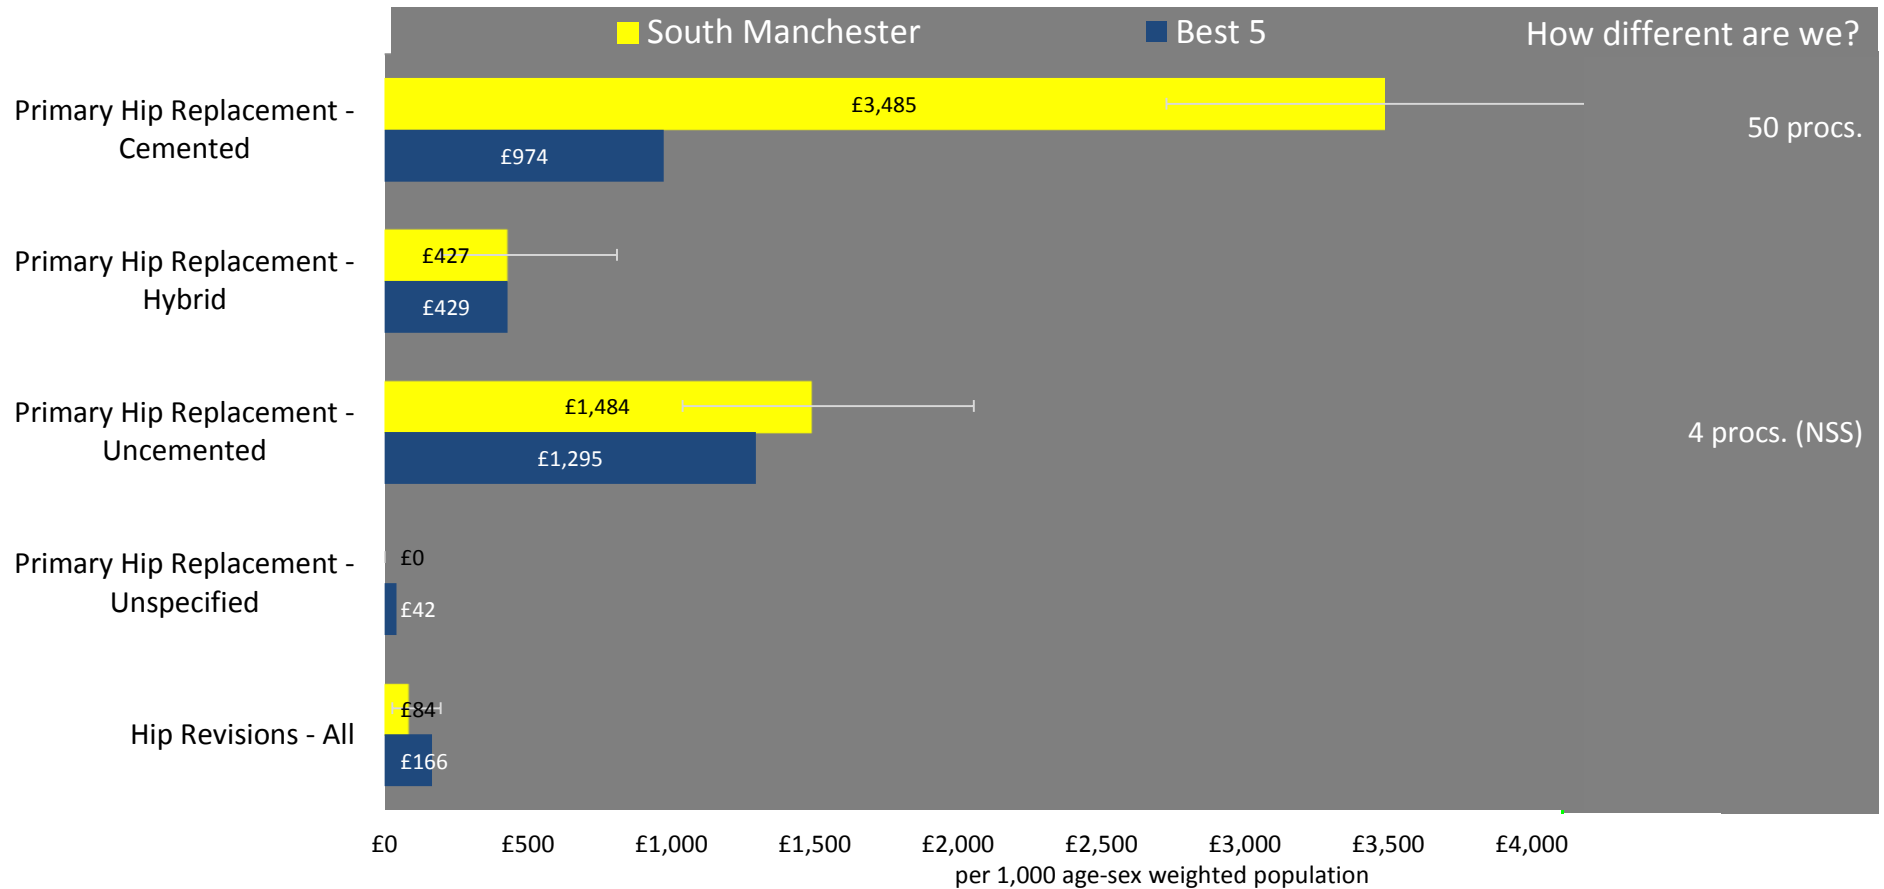 South Manchester
Best 5
How different are we?
Primary Hip Replacement -
Cemented
£3,485
£974
50 procs.
Primary Hip Replacement -
Hybrid
£427
£429
Primary Hip Replacement -
Uncemented
£1,484
£1,295
4 procs. (NSS)
Primary Hip Replacement -
Unspecified
£0
£42
Hip Revisions - All
£84
£166
£0 £500 £1,000 £1,500 £2,000 £2,500 £3,000 £3,500 £4,000
per 1,000 age-sex weighted population